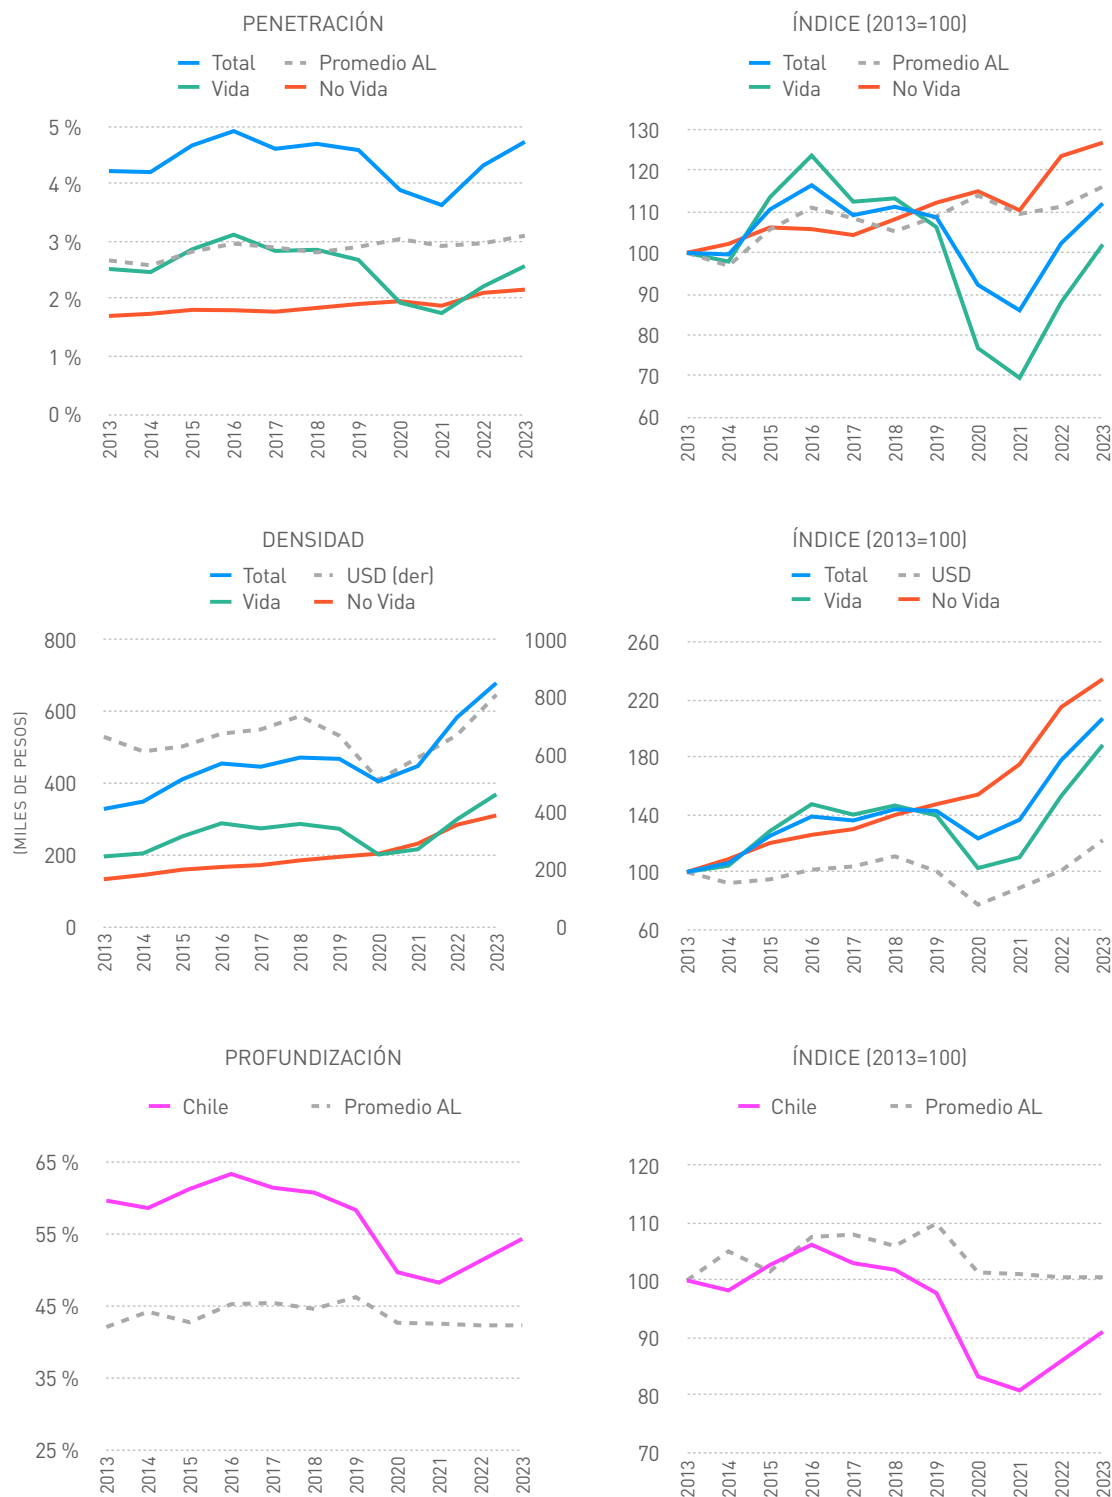 PENETRACIÓN
Total Promedio AL
Vida No Vida
5 %
4 %
3 %
2 %
1 %
0 %
2013 2014 2015 2016 2017 2018 2019 2020 2021 2022 2023
ÍNDICE (2013=100)
Total Promedio AL
Vida No Vida
130
120
110
100
90
80
70
60
2013 2014 2015 2016 2017 2018 2019 2020 2021 2022 2023
DENSIDAD
Total USD (der)
Vida No Vida
(MILES DE PESOS)
800
600
400
200
0
1000
800
600
400
200
0
2013 2014 2015 2016 2017 2018 2019 2020 2021 2022 2023
ÍNDICE (2013=100)
Total USD
Vida No Vida
260
220
180
140
100
60
2013 2014 2015 2016 2017 2018 2019 2020 2021 2022 2023
PROFUNDIZACIÓN
Chile Promedio AL
65 %
55 %
45 %
35 %
25 %
2013 2014 2015 2016 2017 2018 2019 2020 2021 2022 2023
ÍNDICE (2013=100)
Chile Promedio AL
120
110
100
90
80
70
2013 2014 2015 2016 2017 2018 2019 2020 2021 2022 2023